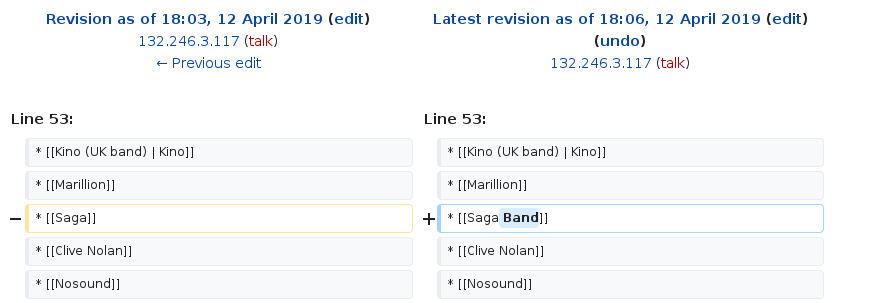 Revision as of 18:03, 12 April 2019 (edit)
132.246.3.117 (talk)
← Previous edit
Latest revision as of 18:06, 12 April 2019 (edit)
(undo)
132.246.3.117 (talk)
Line 53:
Line 53:
* [[Kino (UK band) | Kino]]
* [[Kino (UK band) | Kino]]
* [[Marillion]]
* [[Marillion]]
− * [[Saga]]
+ * [[Saga Band]]
* [[Clive Nolan]]
* [[Clive Nolan]]
* [[Nosound]]
* [[Nosound]]